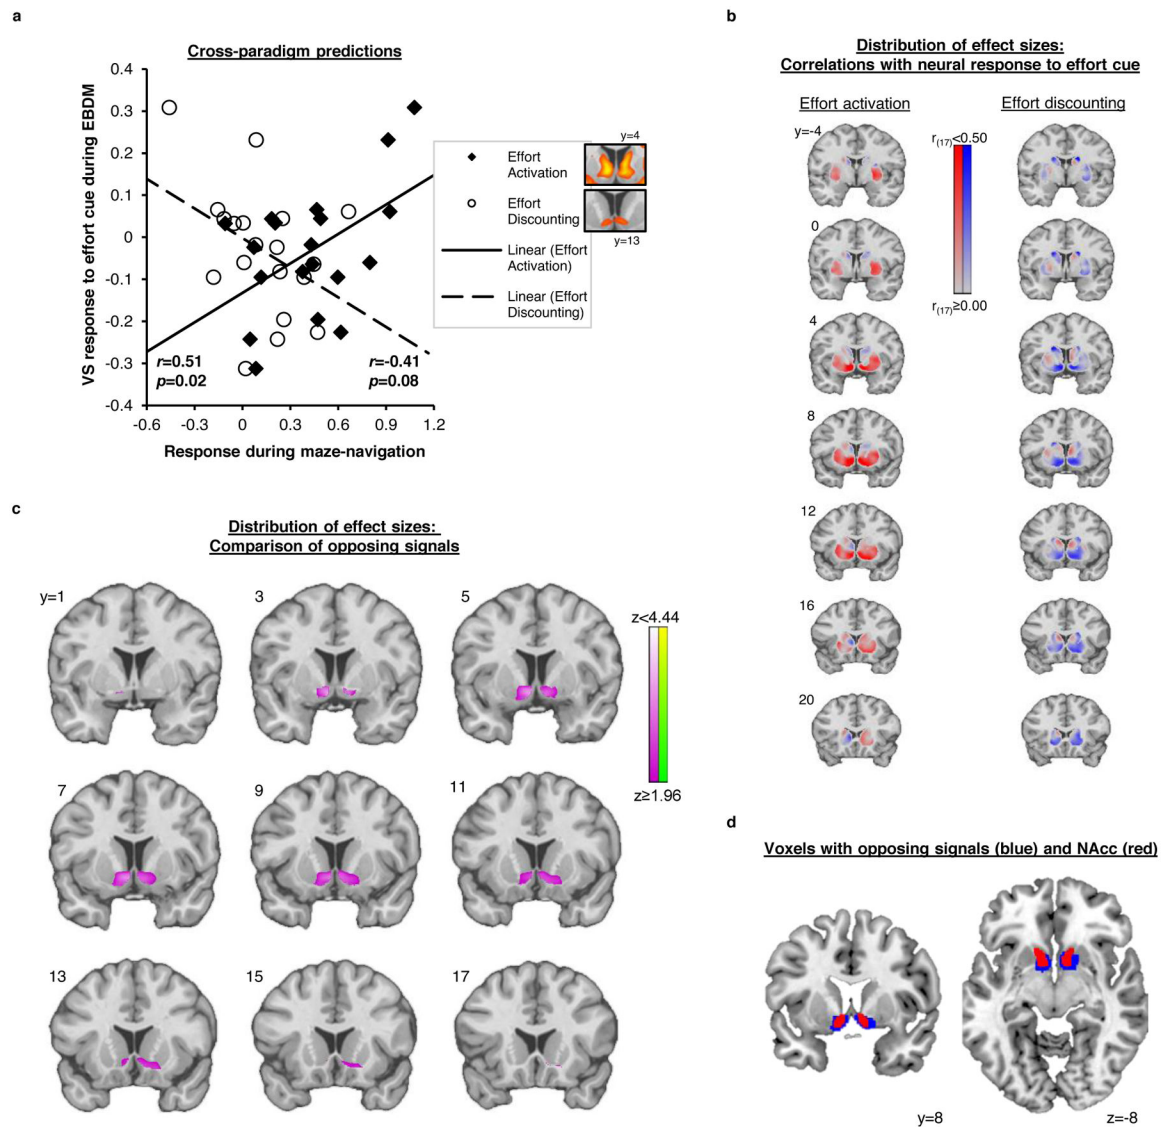 a
Cross-paradigm predictions
VS response to effort cue during EBDM
0.4
0.3
0.2
0.1
0
-0.1
-0.2
-0.3
-0.4
-0.6
-0.3
0
0.3
0.6
0.9
1.2
Response during maze-navigation
r=0.51
p=0.02
r=-0.41
p=0.08
Effort
Activation
Effort
Discounting
Linear (Effort
Activation)
Linear (Effort
Discounting)
y=4
y=13
b
Distribution of effect sizes:
Correlations with neural response to effort cue
Effort activation
Effort discounting
y=-4
0
4
8
12
16
20
r(17)<0.50
r(17)≥0.00
c
Distribution of effect sizes:
Comparison of opposing signals
y=1
3
5
7
9
11
13
15
17
z<4.44
z≥1.96
d
Voxels with opposing signals (blue) and NAcc (red)
y=8
z=-8